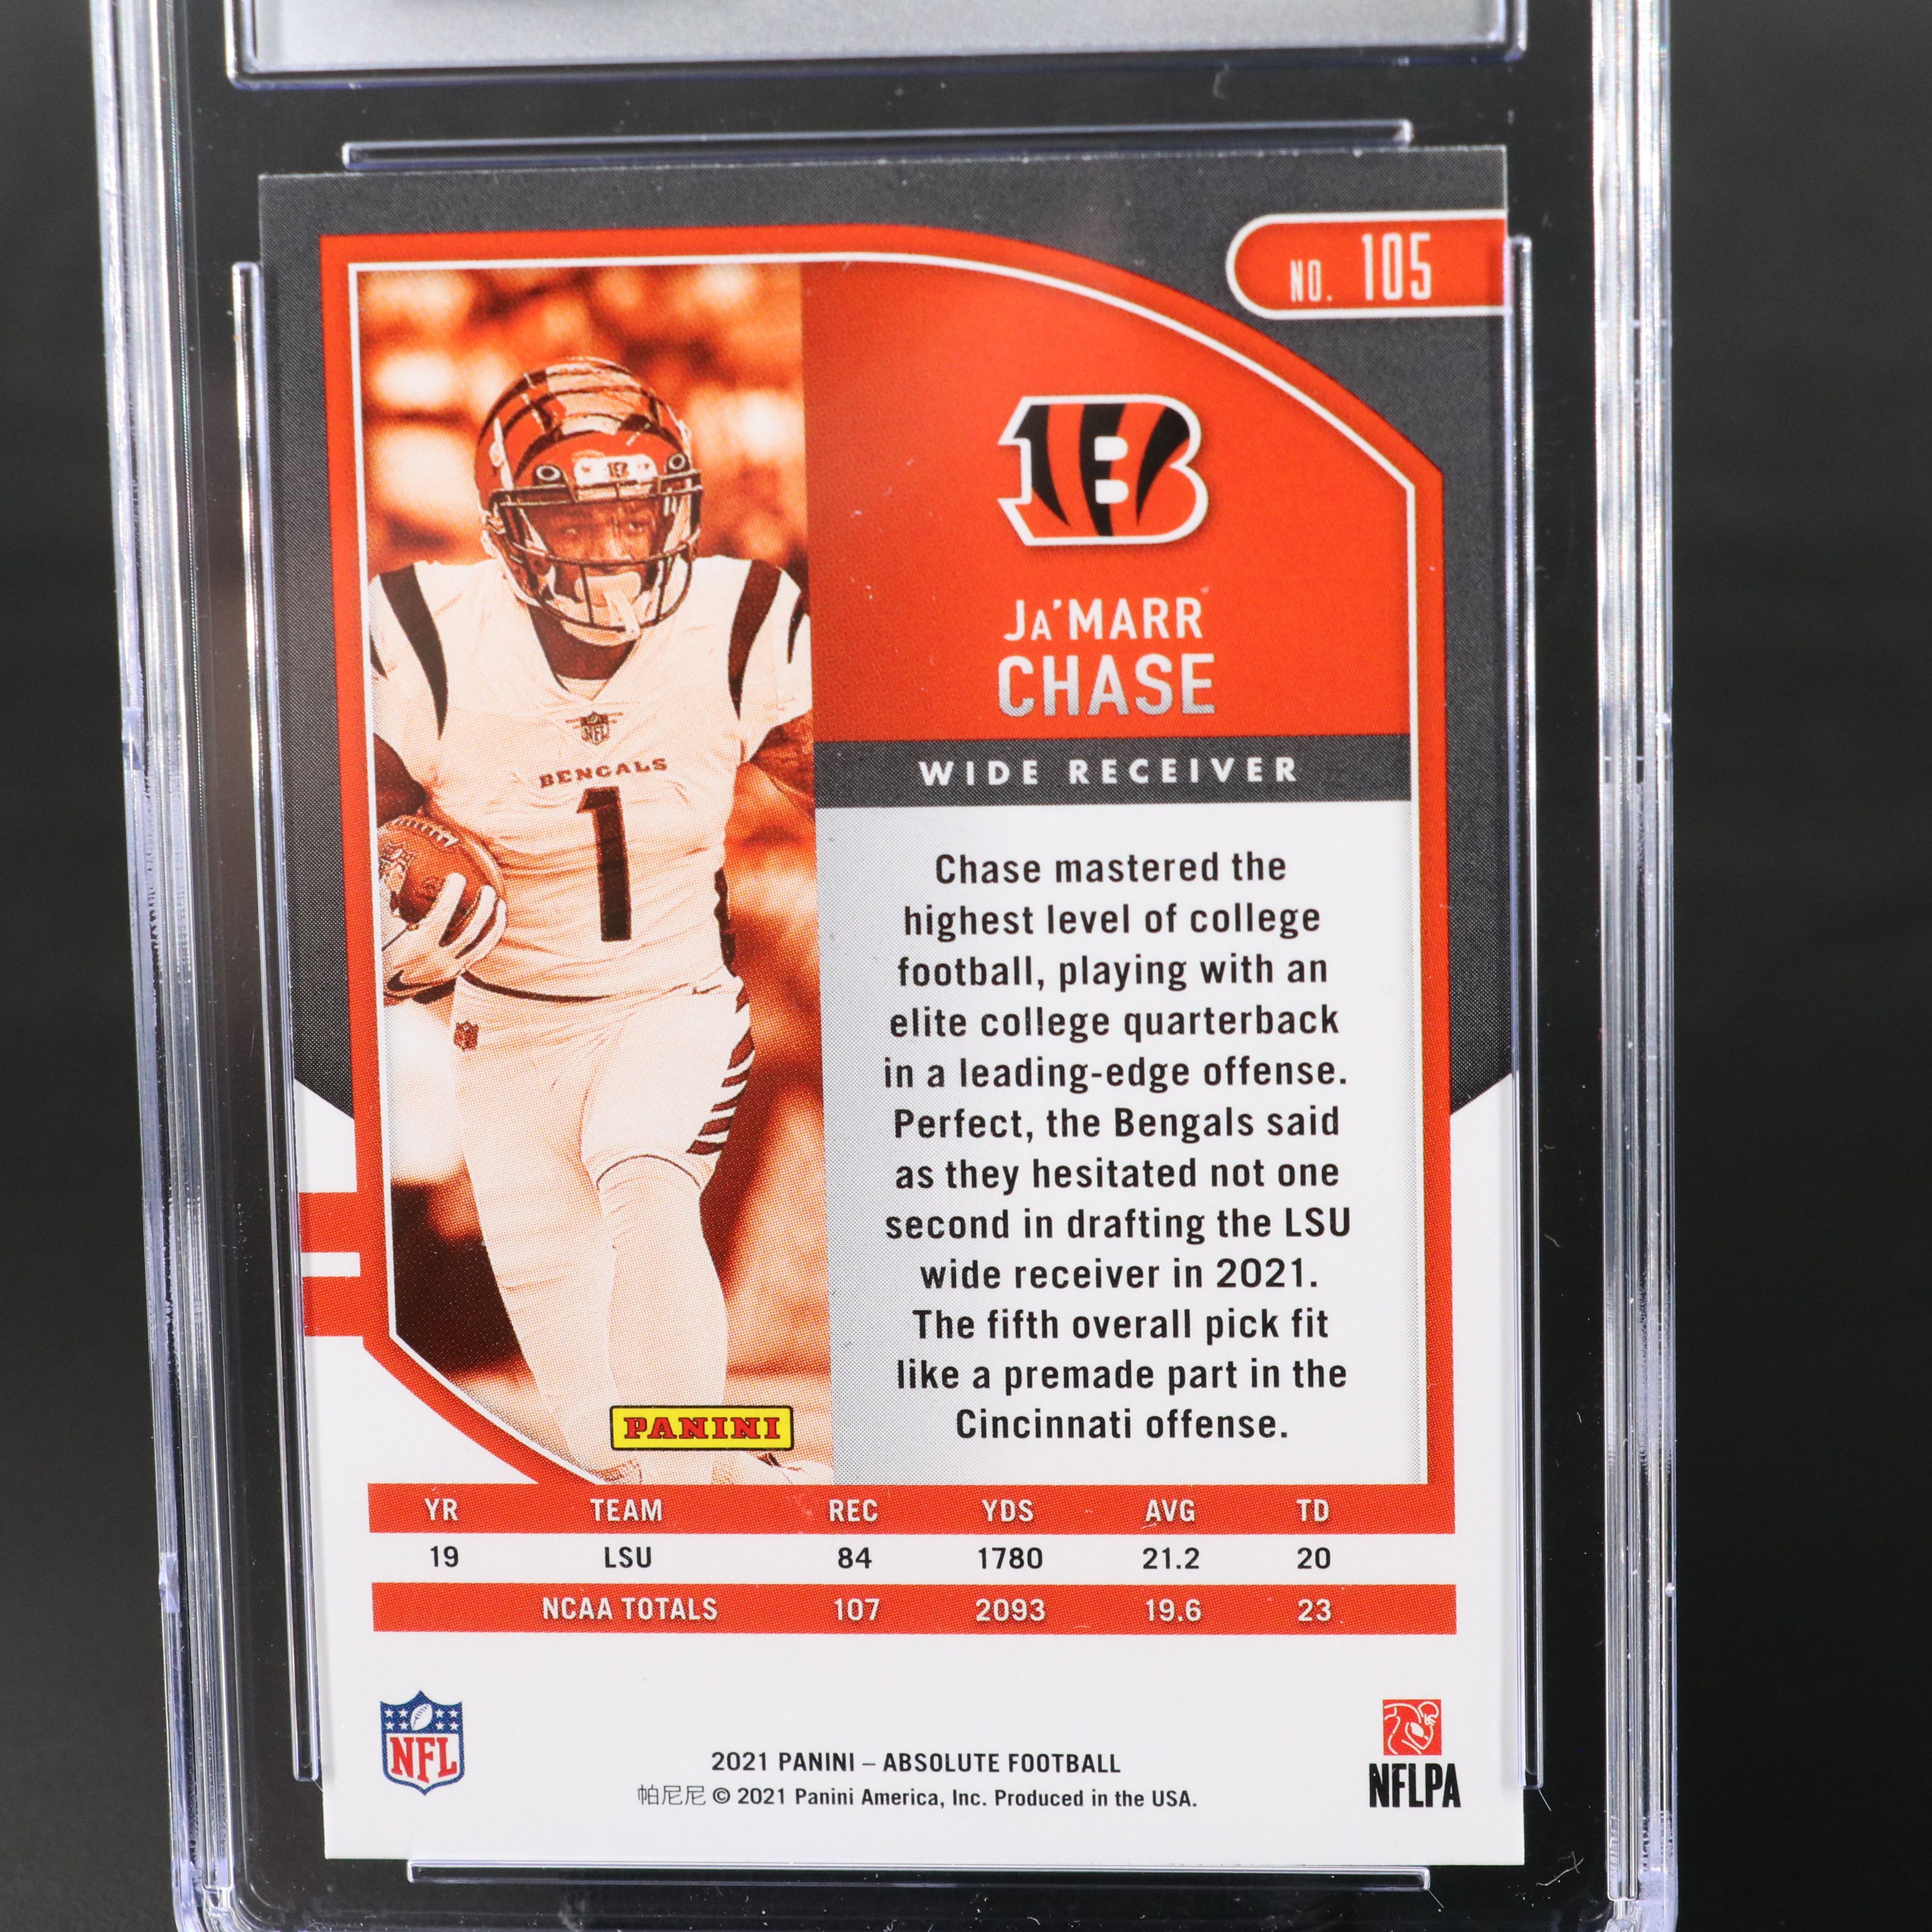 NO. 105
JA'MARR
CHASE
WIDE RECEIVER
BENGALS
1
Chase mastered the
highest level of college
football, playing with an
elite college quarterback
in a leading-edge offense.
Perfect, the Bengals said
as they hesitated not one
second in drafting the LSU
wide receiver in 2021.
The fifth overall pick fit
like a premade part in the
Cincinnati offense.
PANINI
YR TEAM REC YDS AVG TD
19 LSU 84 1780 21.2 20
NCAA TOTALS 107 2093 19.6 23
NFL
2021 PANINI – ABSOLUTE FOOTBALL
帕尼尼 © 2021 Panini America, Inc. Produced in the USA.
NFLPA